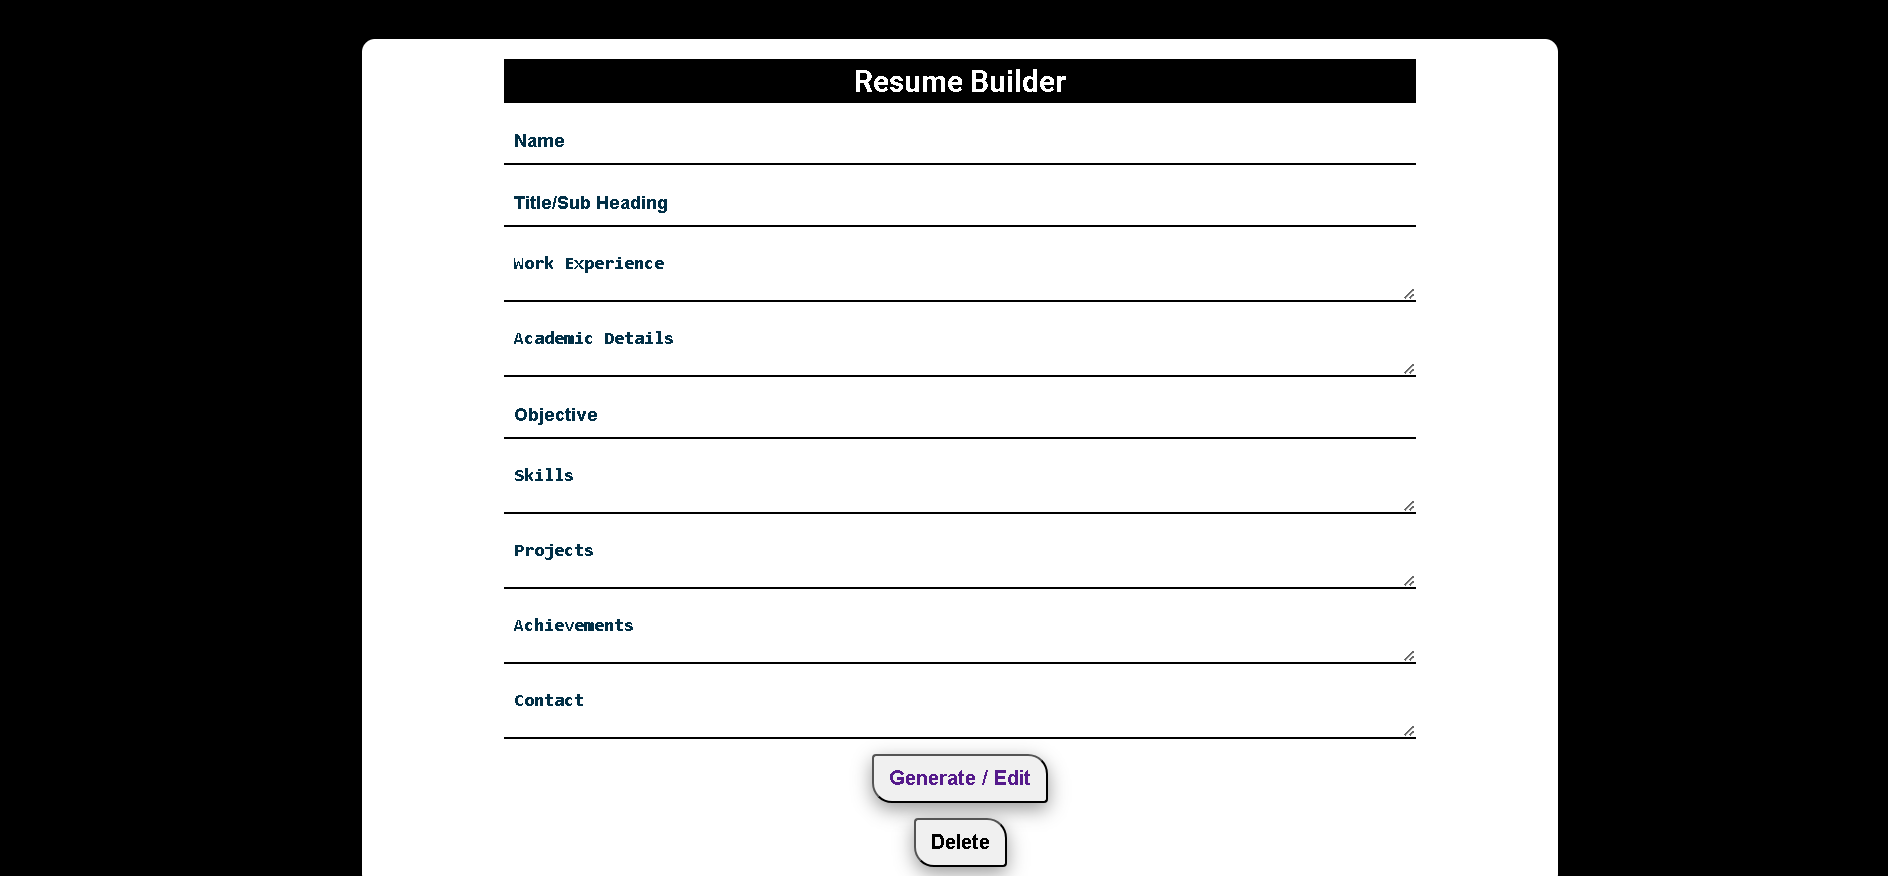 Resume Builder
Name
Title/Sub Heading
Work Experience
Academic Details
Objective
Skills
Projects
Achievements
Contact
Generate / Edit
Delete